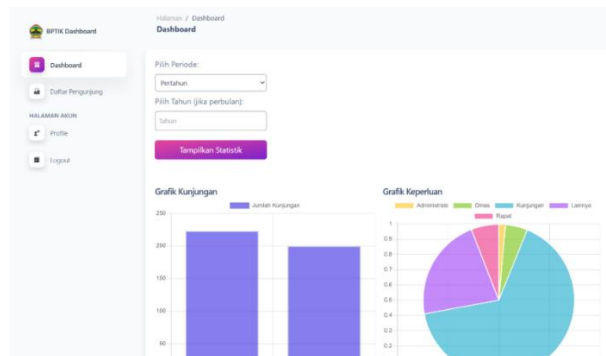 BPTIK Dashboard
Dashboard
Daftar Pengunjung
HALAMAN AKUN
Profile
Logout
Halaman / Dashboard
Dashboard
Pilih Periode:
Pertahun
Pilih Tahun (jika perbulan):
Tahun
Tampilkan Statistik
Grafik Kunjungan
Jumlah Kunjungan
250
200
150
100
50
Grafik Keperluan
Administrasi Dinas Kunjungan Lainnya
Rapat
1
0.9
0.8
0.7
0.6
0.5
0.4
0.3
0.2